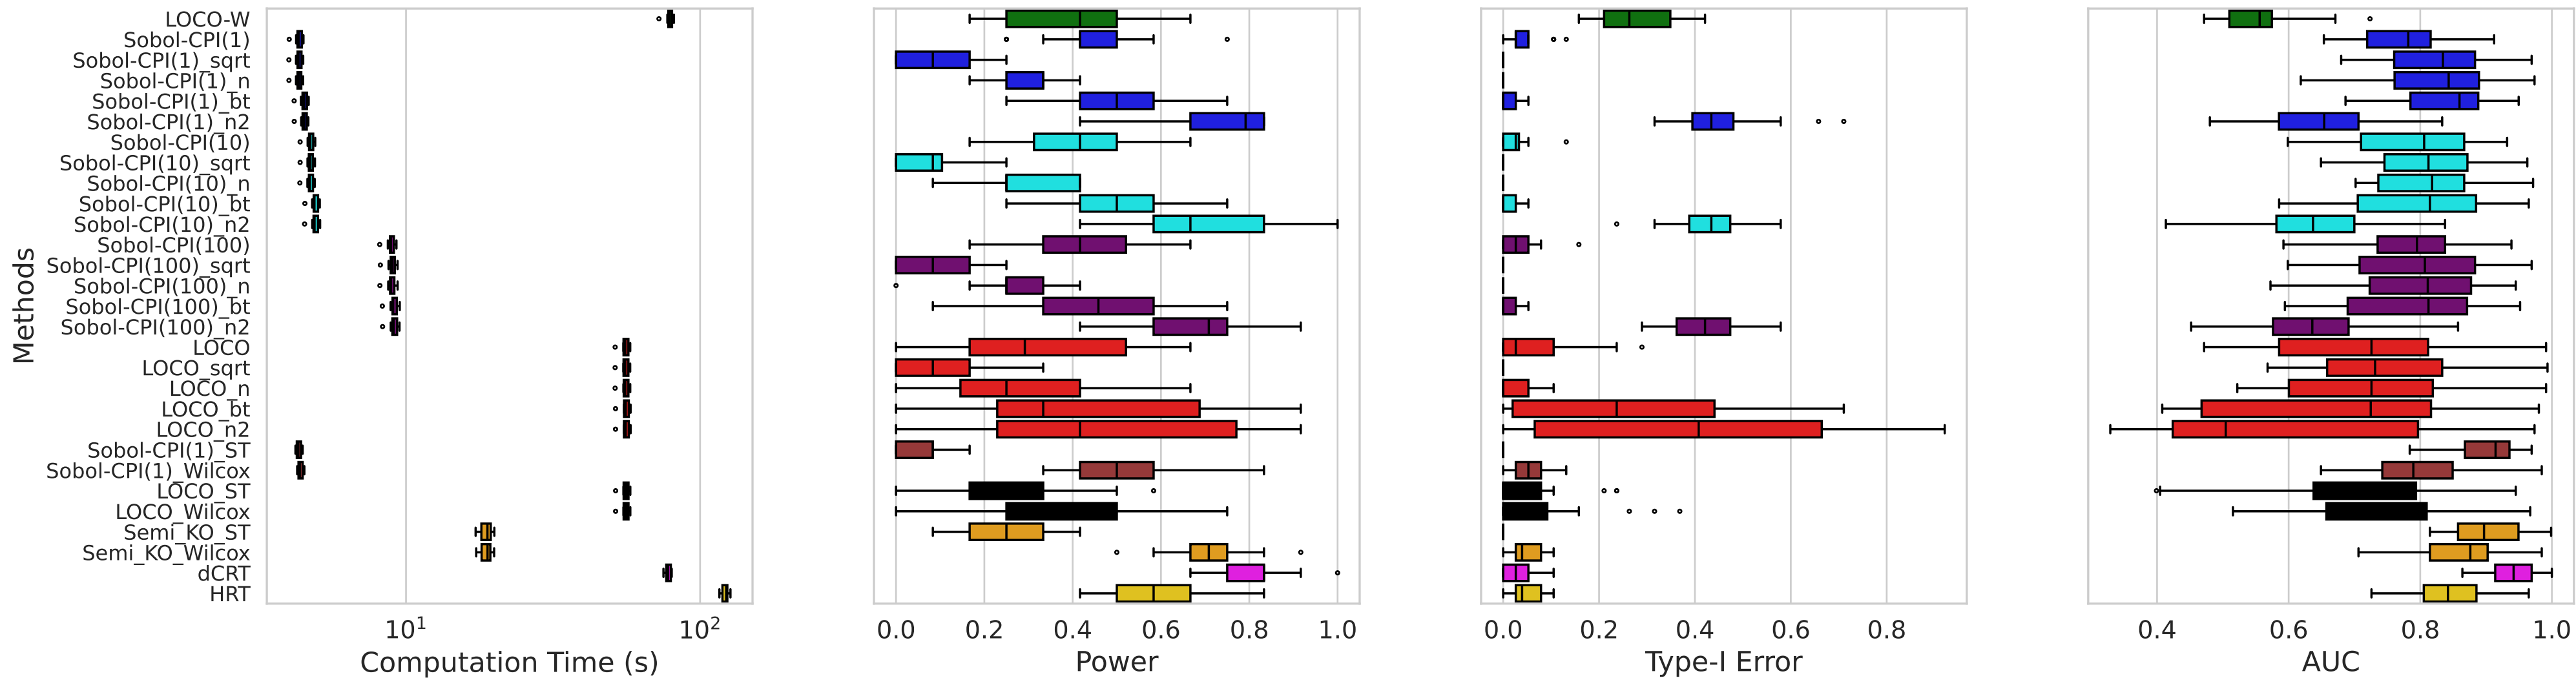 Methods
LOCO-W
Sobol-CPI(1)
Sobol-CPI(1)_sqrt
Sobol-CPI(1)_n
Sobol-CPI(1)_bt
Sobol-CPI(1)_n2
Sobol-CPI(10)
Sobol-CPI(10)_sqrt
Sobol-CPI(10)_n
Sobol-CPI(10)_bt
Sobol-CPI(10)_n2
Sobol-CPI(100)
Sobol-CPI(100)_sqrt
Sobol-CPI(100)_n
Sobol-CPI(100)_bt
Sobol-CPI(100)_n2
LOCO
LOCO_sqrt
LOCO_n
LOCO_bt
LOCO_n2
Sobol-CPI(1)_ST
Sobol-CPI(1)_Wilcox
LOCO_ST
LOCO_Wilcox
Semi_KO_ST
Semi_KO_Wilcox
dCRT
HRT
10¹ 10²
Computation Time (s)
0.0 0.2 0.4 0.6 0.8 1.0
Power
0.0 0.2 0.4 0.6 0.8
Type-I Error
0.4 0.6 0.8 1.0
AUC